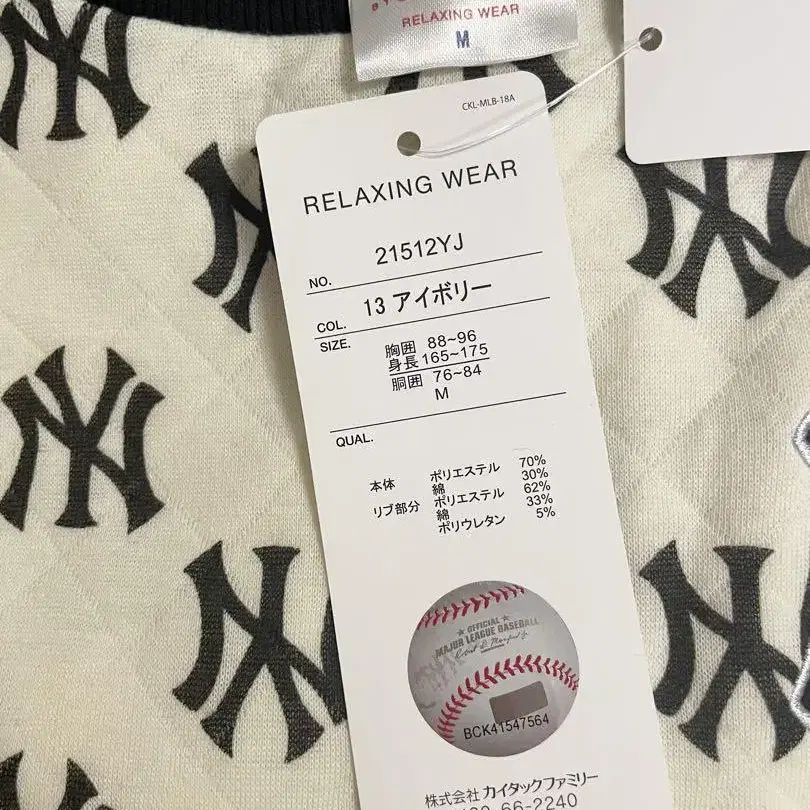 RELAXING WEAR
M
CKL-MLB-18A
RELAXING WEAR
NO. 21512YJ
COL. 13 アイボリー
SIZE. 胸囲 88~96
身長 165~175
胴囲 76~84
M
QUAL.
本体 ポリエステル 70%
綿 30%
リブ部分 ポリエステル 62%
綿 33%
ポリウレタン 5%
★ OFFICIAL ★
MAJOR LEAGUE BASEBALL
BCK41547564
株式会社 カイタックファミリー
66-2240